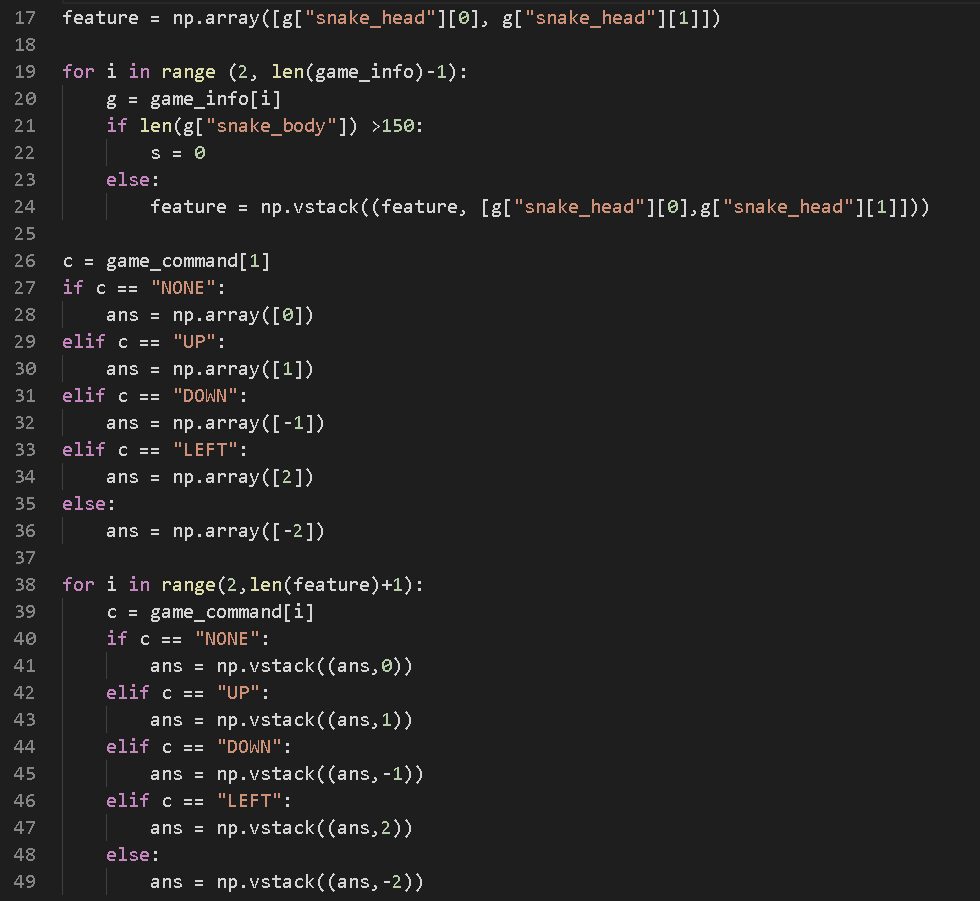 17 feature = np.array([g["snake_head"][0], g["snake_head"][1]])
18
19 for i in range (2, len(game_info)-1):
20     g = game_info[i]
21     if len(g["snake_body"]) >150:
22         s = 0
23     else:
24         feature = np.vstack((feature, [g["snake_head"][0],g["snake_head"][1]]))
25
26 c = game_command[1]
27 if c == "NONE":
28     ans = np.array([0])
29 elif c == "UP":
30     ans = np.array([1])
31 elif c == "DOWN":
32     ans = np.array([-1])
33 elif c == "LEFT":
34     ans = np.array([2])
35 else:
36     ans = np.array([-2])
37
38 for i in range(2,len(feature)+1):
39     c = game_command[i]
40     if c == "NONE":
41         ans = np.vstack((ans,0))
42     elif c == "UP":
43         ans = np.vstack((ans,1))
44     elif c == "DOWN":
45         ans = np.vstack((ans,-1))
46     elif c == "LEFT":
47         ans = np.vstack((ans,2))
48     else:
49         ans = np.vstack((ans,-2))